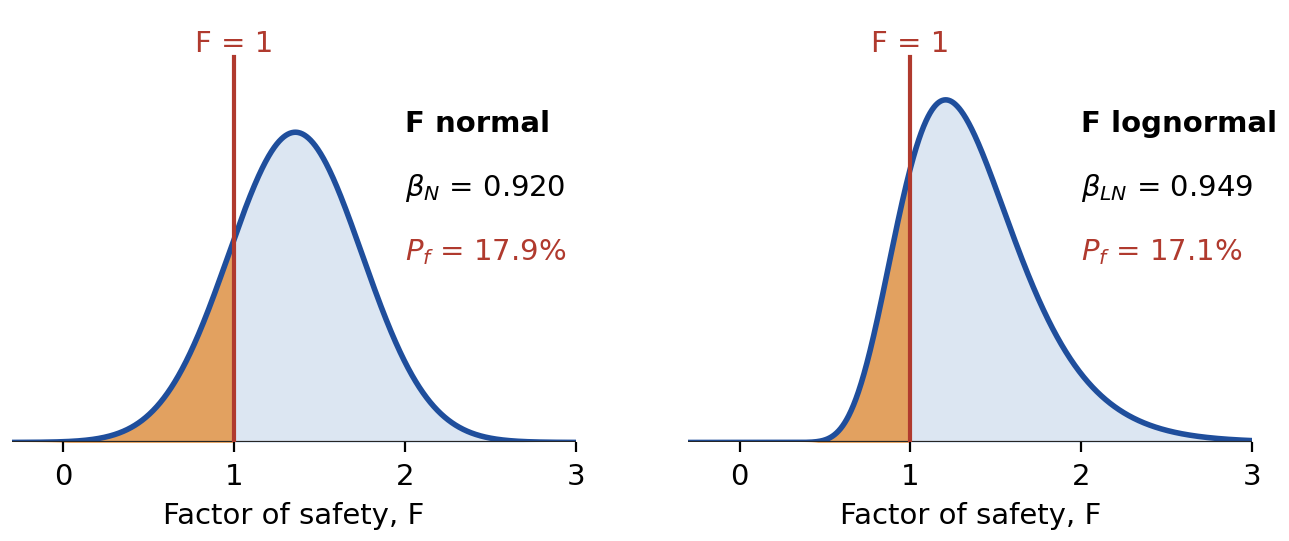 F = 1
F normal
β_N = 0.920
P_f = 17.9%
0 1 2 3
Factor of safety, F
F = 1
F lognormal
β_LN = 0.949
P_f = 17.1%
0 1 2 3
Factor of safety, F